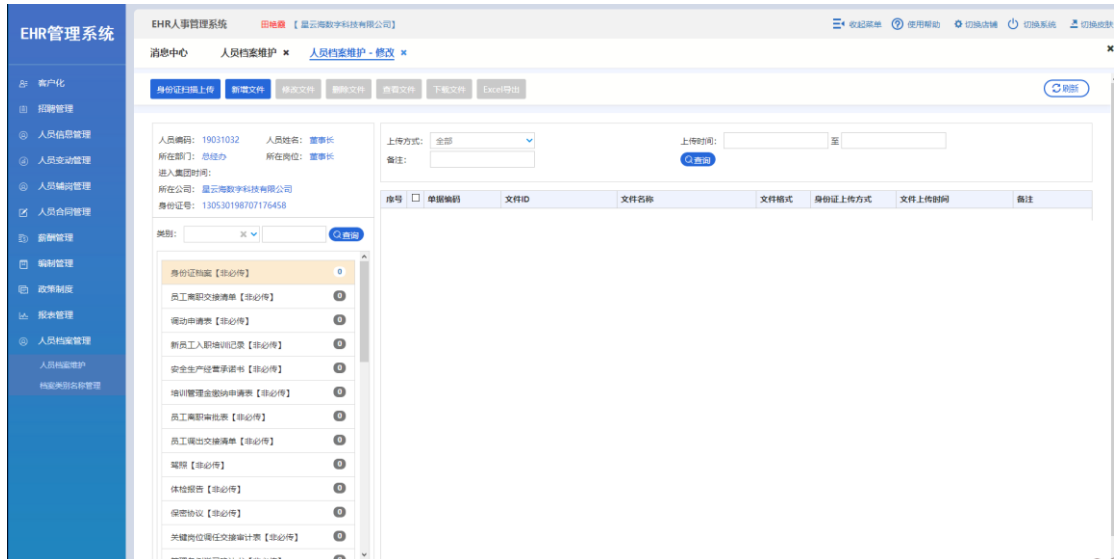 EHR管理系统
EHR人事管理系统
田艳鼎 【 星云海数字科技有限公司】
收起菜单 使用帮助 切换店铺 切换系统 切换皮肤
消息中心 人员档案维护 × 人员档案维护 - 修改 ×
客户化
招聘管理
人员信息管理
人员变动管理
人员辅岗管理
人员合同管理
薪酬管理
编制管理
政策制度
报表管理
人员档案管理
人员档案维护
档案类别名称管理
身份证扫描上传 新增文件 修改文件 删除文件 查看文件 下载文件 Excel导出 刷新
人员编码: 19031032 人员姓名: 董事长
所在部门: 总经办 所在岗位: 董事长
进入集团时间:
所在公司: 星云海数字科技有限公司
身份证号: 130530198707176458
类别: 查询
上传方式: 全部 上传时间: 至
备注: 查询
序号 单据编码 文件ID 文件名称 文件格式 身份证上传方式 文件上传时间 备注
身份证档案【非必传】 0
员工离职交接清单【非必传】 0
调动申请表【非必传】 0
新员工入职培训记录【非必传】 0
安全生产经营承诺书【非必传】 0
培训管理金缴纳申请表【非必传】 0
员工离职审批表【非必传】 0
员工调出交接清单【非必传】 0
驾照【非必传】 0
体检报告【非必传】 0
保密协议【非必传】 0
关键岗位调任交接审计表【非必传】 0